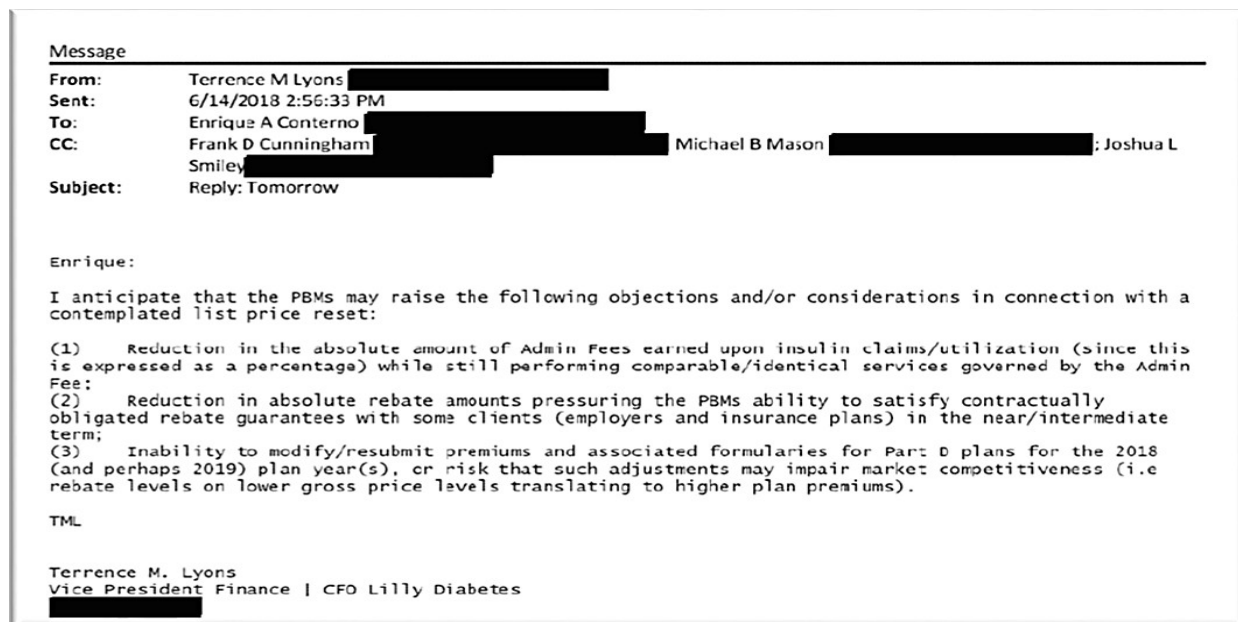 Message
From: Terrence M Lyons
Sent: 6/14/2018 2:56:33 PM
To: Enrique A Conterno
CC: Frank D Cunningham Michael B Mason ; Joshua L
Smiley
Subject: Reply: Tomorrow
Enrique:
I anticipate that the PBMs may raise the following objections and/or considerations in connection with a
contemplated list price reset:
(1) Reduction in the absolute amount of Admin Fees earned upon insulin claims/utilization (since this
is expressed as a percentage) while still performing comparable/identical services governed by the Admin
Fee;
(2) Reduction in absolute rebate amounts pressuring the PBMs ability to satisfy contractually
obligated rebate guarantees with some clients (employers and insurance plans) in the near/intermediate
term;
(3) Inability to modify/resubmit premiums and associated formularies for Part D plans for the 2018
(and perhaps 2019) plan year(s), or risk that such adjustments may impair market competitiveness (i.e
rebate levels on lower gross price levels translating to higher plan premiums).
TML
Terrence M. Lyons
Vice President Finance | CFO Lilly Diabetes